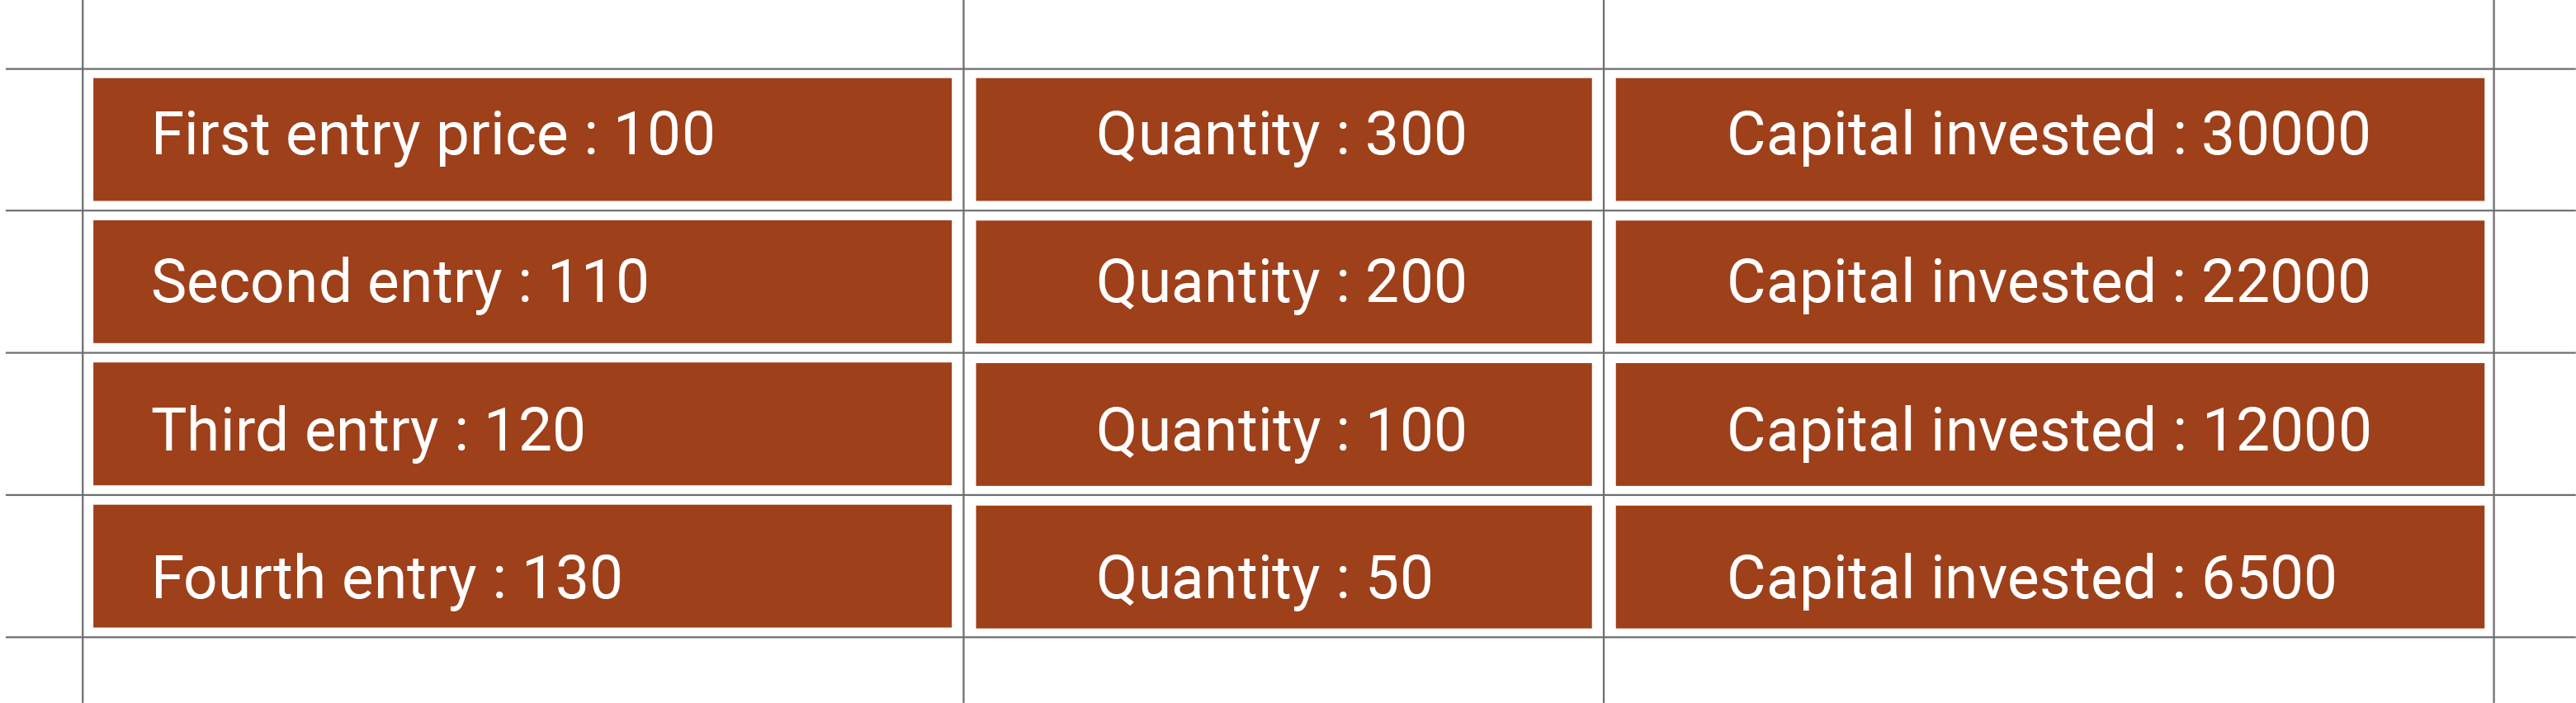 First entry price : 100 Quantity : 300 Capital invested : 30000
Second entry : 110 Quantity : 200 Capital invested : 22000
Third entry : 120 Quantity : 100 Capital invested : 12000
Fourth entry : 130 Quantity : 50 Capital invested : 6500